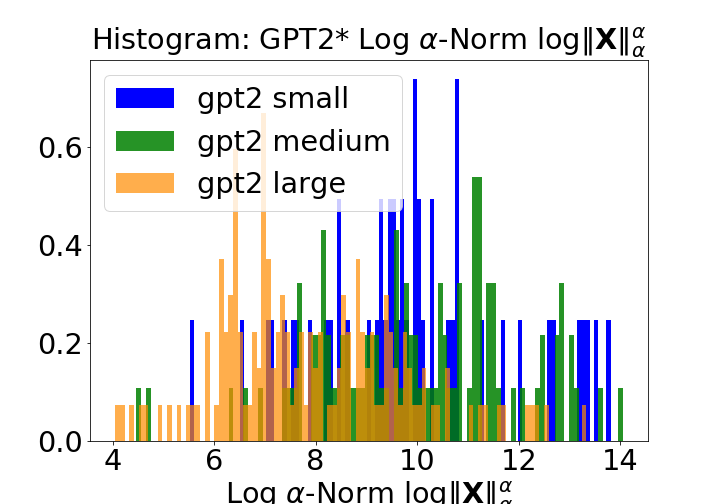 Histogram: GPT2* Log α-Norm log‖X‖αα
gpt2 small
gpt2 medium
gpt2 large
0.6
0.4
0.2
0.0
4 6 8 10 12 14
Log α-Norm log‖X‖αα